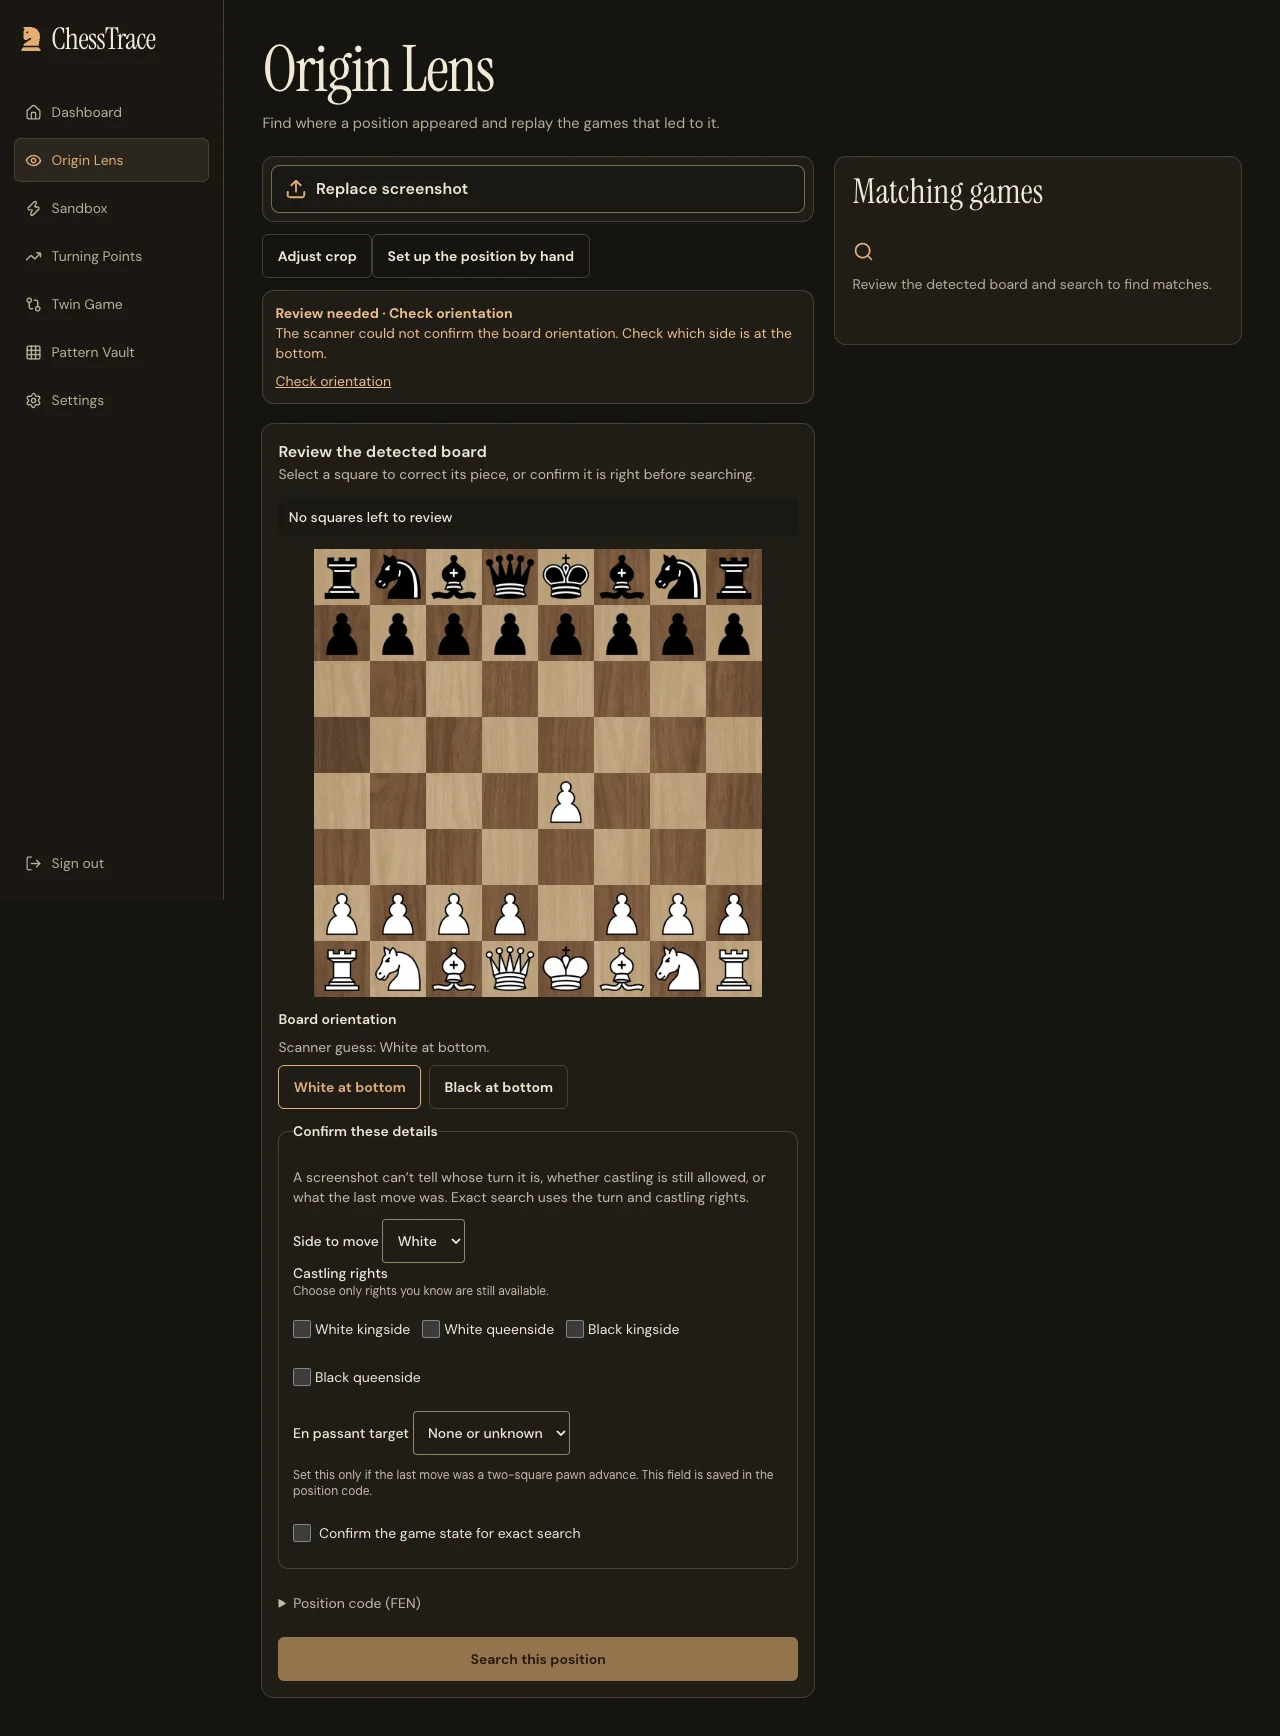 ChessTrace
Dashboard
Origin Lens
Sandbox
Turning Points
Twin Game
Pattern Vault
Settings
Sign out
Origin Lens
Find where a position appeared and replay the games that led to it.
Replace screenshot
Adjust crop
Set up the position by hand
Review needed · Check orientation
The scanner could not confirm the board orientation. Check which side is at the
bottom.
Check orientation
Review the detected board
Select a square to correct its piece, or confirm it is right before searching.
No squares left to review
Board orientation
Scanner guess: White at bottom.
White at bottom
Black at bottom
Confirm these details
A screenshot can’t tell whose turn it is, whether castling is still allowed, or
what the last move was. Exact search uses the turn and castling rights.
Side to move White
Castling rights
Choose only rights you know are still available.
White kingside White queenside Black kingside
Black queenside
En passant target None or unknown
Set this only if the last move was a two-square pawn advance. This field is saved in the
position code.
Confirm the game state for exact search
Position code (FEN)
Search this position
Matching games
Review the detected board and search to find matches.